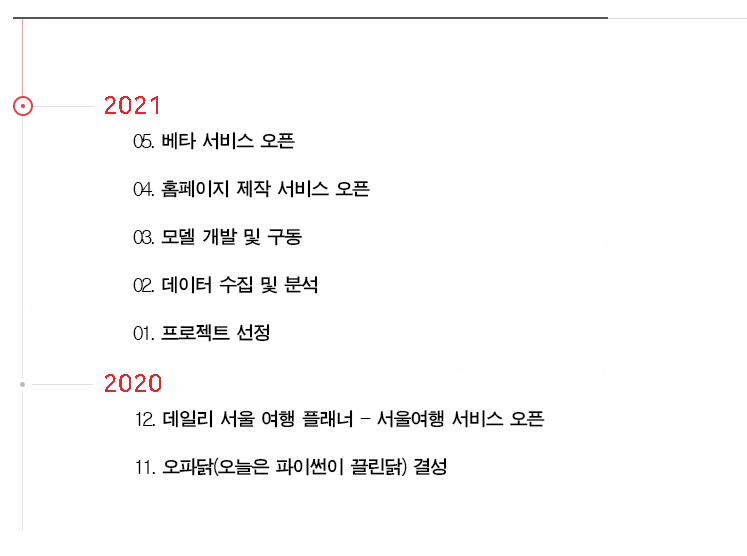 2021
05. 베타 서비스 오픈
04. 홈페이지 제작 서비스 오픈
03. 모델 개발 및 구동
02. 데이터 수집 및 분석
01. 프로젝트 선정
2020
12. 데일리 서울 여행 플래너 - 서울여행 서비스 오픈
11. 오파닭(오늘은 파이썬이 끌린닭) 결성